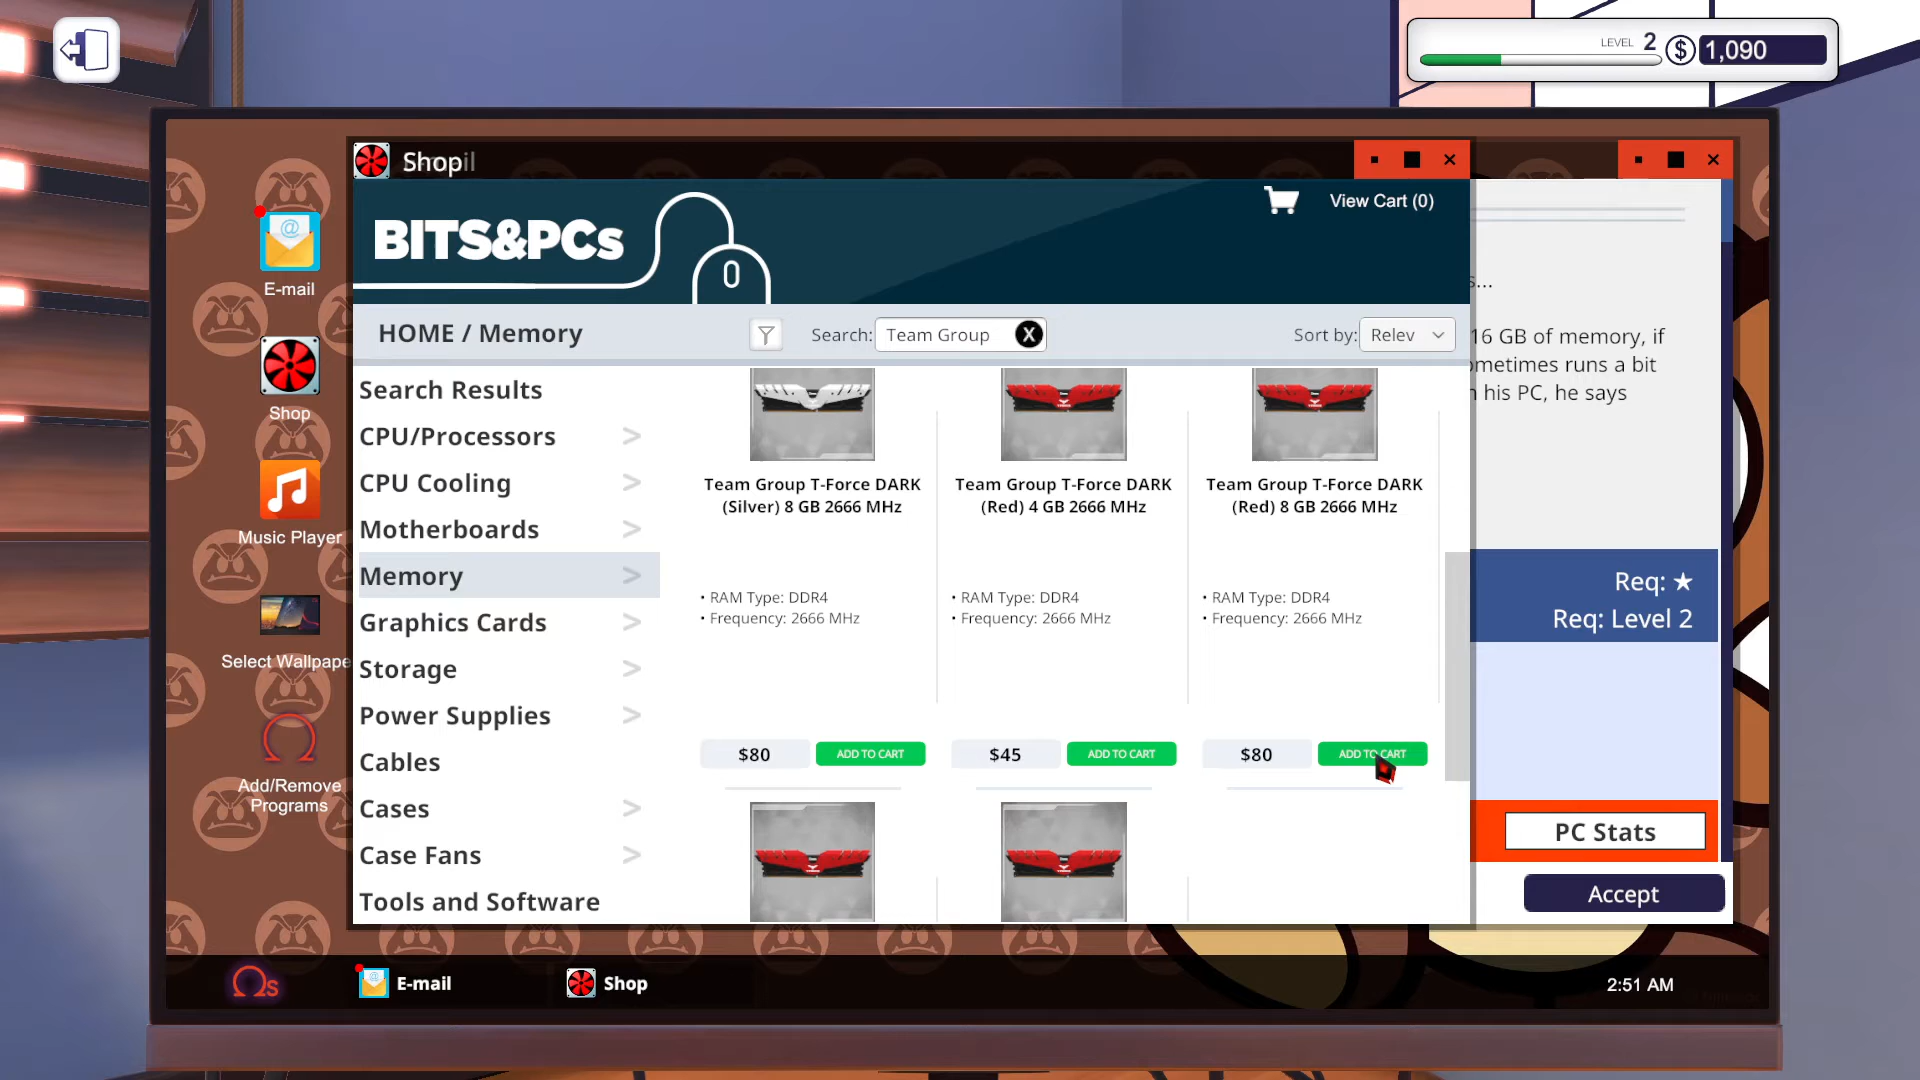 LEVEL 2 $ 1,090
Shop
View Cart (0)
BITS&PCs
HOME / Memory
Search: Team Group X
Sort by: Relev
s...
16 GB of memory, if
ometimes runs a bit
his PC, he says
E-mail
Shop
Music Player
Select Wallpape
Add/Remove
Programs
Search Results
CPU/Processors >
CPU Cooling >
Motherboards >
Memory >
Graphics Cards >
Storage >
Power Supplies >
Cables
Cases >
Case Fans >
Tools and Software
Team Group T-Force DARK
(Silver) 8 GB 2666 MHz
• RAM Type: DDR4
• Frequency: 2666 MHz
$80 ADD TO CART
Team Group T-Force DARK
(Red) 4 GB 2666 MHz
• RAM Type: DDR4
• Frequency: 2666 MHz
$45 ADD TO CART
Team Group T-Force DARK
(Red) 8 GB 2666 MHz
• RAM Type: DDR4
• Frequency: 2666 MHz
$80 ADD TO CART
Req: ★
Req: Level 2
PC Stats
Accept
Ωs
E-mail
Shop
2:51 AM